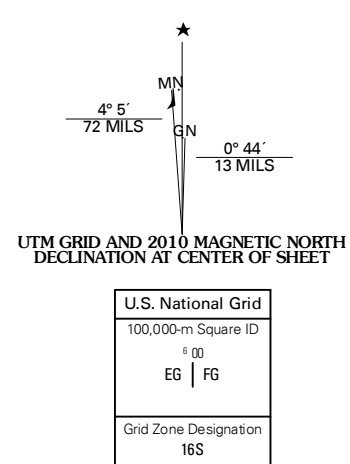 ★
MN
4° 5´
72 MILS
GN
0° 44´
13 MILS
UTM GRID AND 2010 MAGNETIC NORTH
DECLINATION AT CENTER OF SHEET
U.S. National Grid
100,000-m Square ID
6 00
EG | FG
Grid Zone Designation
16S